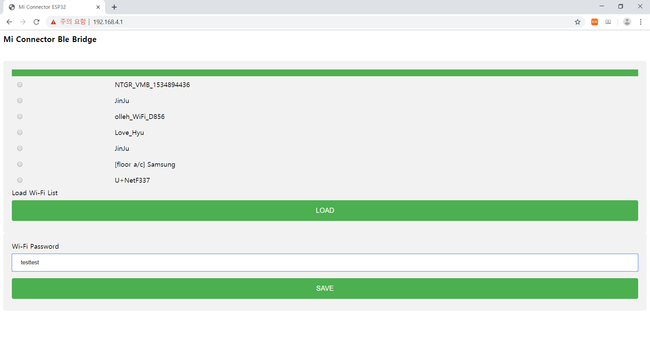 Mi Connector ESP32
주의 요함 | 192.168.4.1
Mi Connector Ble Bridge
NTGR_VMB_1534894436
JinJu
olleh_WiFi_D856
Love_Hyu
JinJu
[floor a/c] Samsung
U+NetF337
Load Wi-Fi List
LOAD
Wi-Fi Password
testtest
SAVE